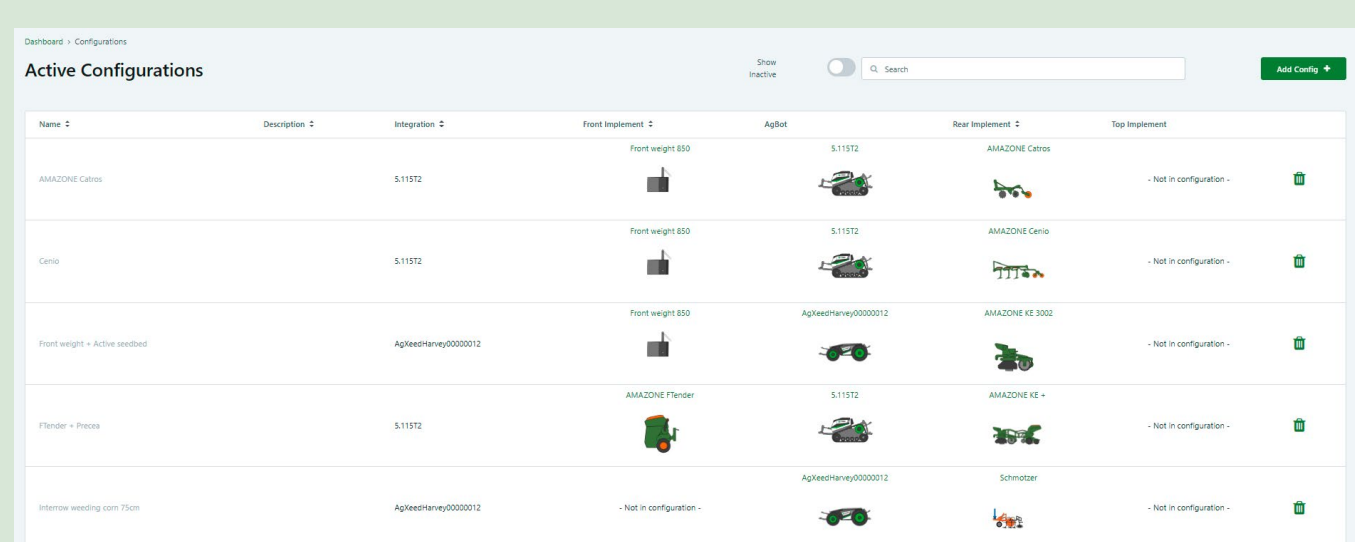 Dashboard > Configurations
Active Configurations
Show
Inactive
Search
Add Config +
Name Description Integration Front Implement AgBot Rear Implement Top Implement
Front weight 850 5.115T2 AMAZONE Catros
AMAZONE Catros 5.115T2 - Not in configuration -
Front weight 850 5.115T2 AMAZONE Cenio
Cenio 5.115T2 - Not in configuration -
Front weight 850 AgXeedHarvey00000012 AMAZONE KE 3002
Front weight + Active seedbed AgXeedHarvey00000012 - Not in configuration -
AMAZONE FTender 5.115T2 AMAZONE KE +
FTender + Precea 5.115T2 - Not in configuration -
AgXeedHarvey00000012 Schmotzer
Interrow weeding corn 75cm AgXeedHarvey00000012 - Not in configuration - - Not in configuration -